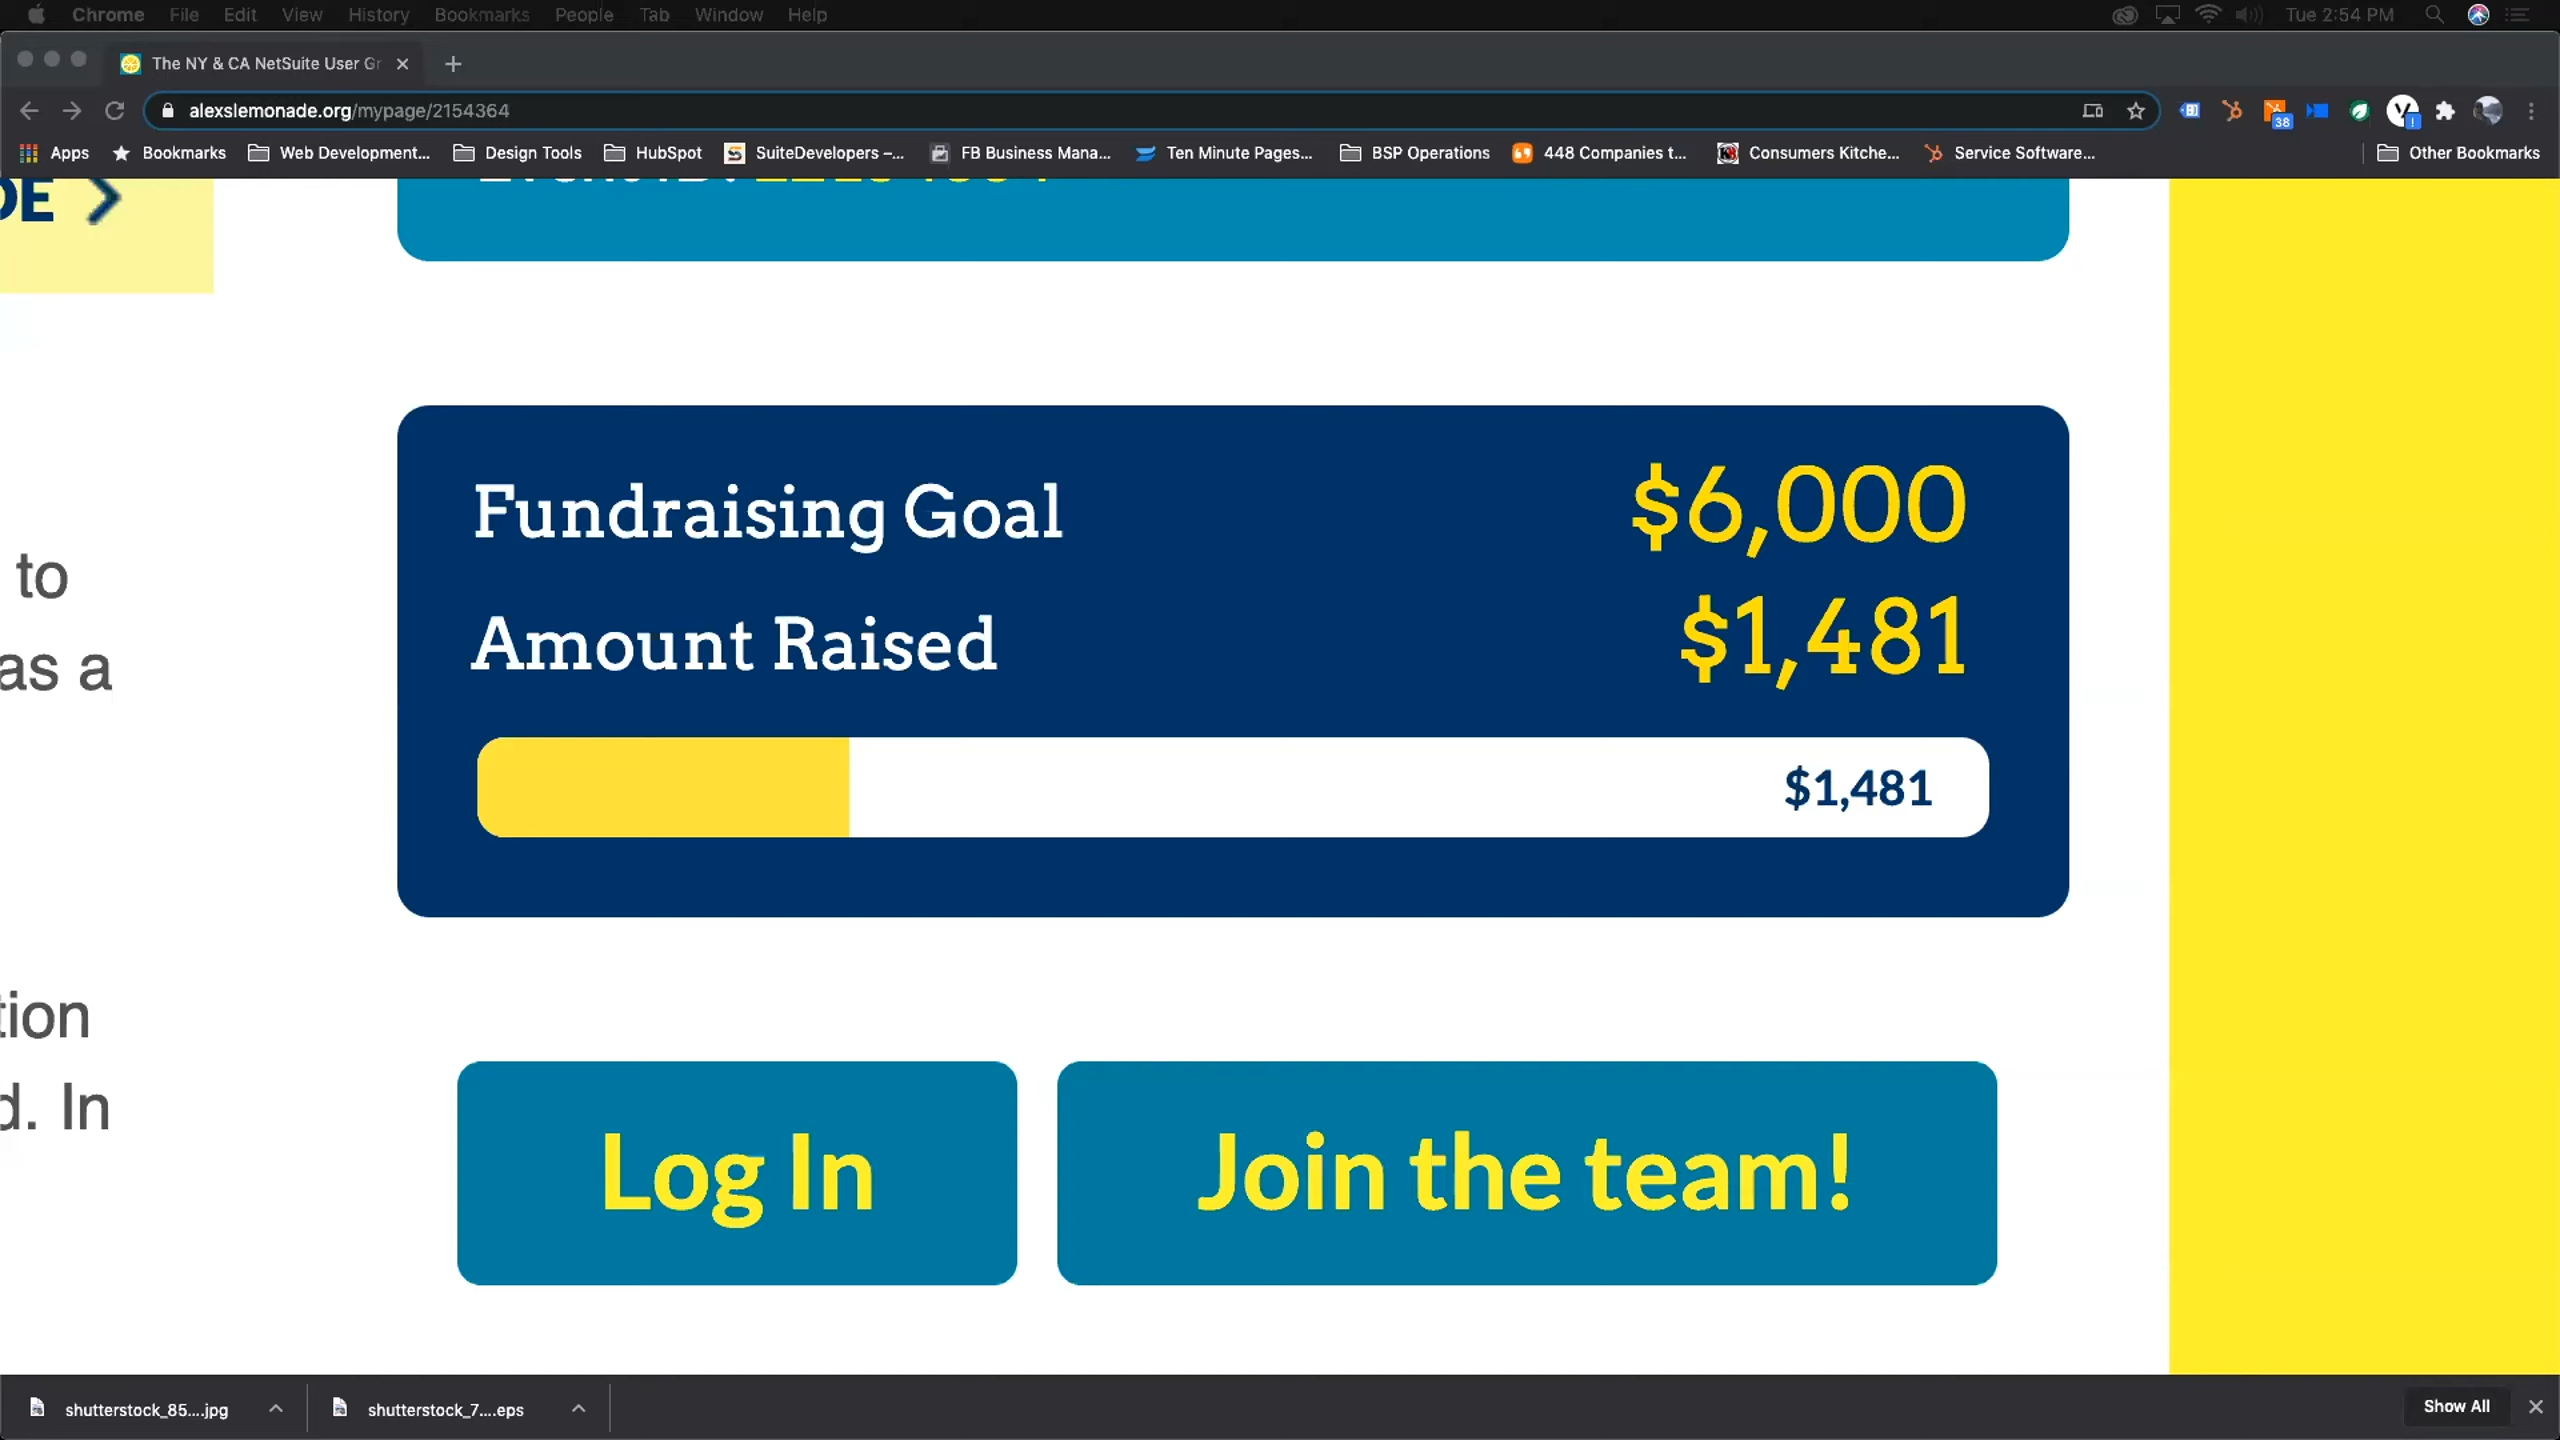 Chrome File Edit View History Bookmarks People Tab Window Help Tue 2:54 PM
The NY & CA NetSuite User Gr
alexslemonade.org/mypage/2154364
38
Apps Bookmarks Web Development... Design Tools HubSpot SuiteDevelopers –... FB Business Mana... Ten Minute Pages... BSP Operations 448 Companies t... Consumers Kitche... Service Software... Other Bookmarks
DE
Fundraising Goal $6,000
to
Amount Raised $1,481
as a
$1,481
tion
d. In
Log In Join the team!
shutterstock_85....jpg shutterstock_7....eps Show All